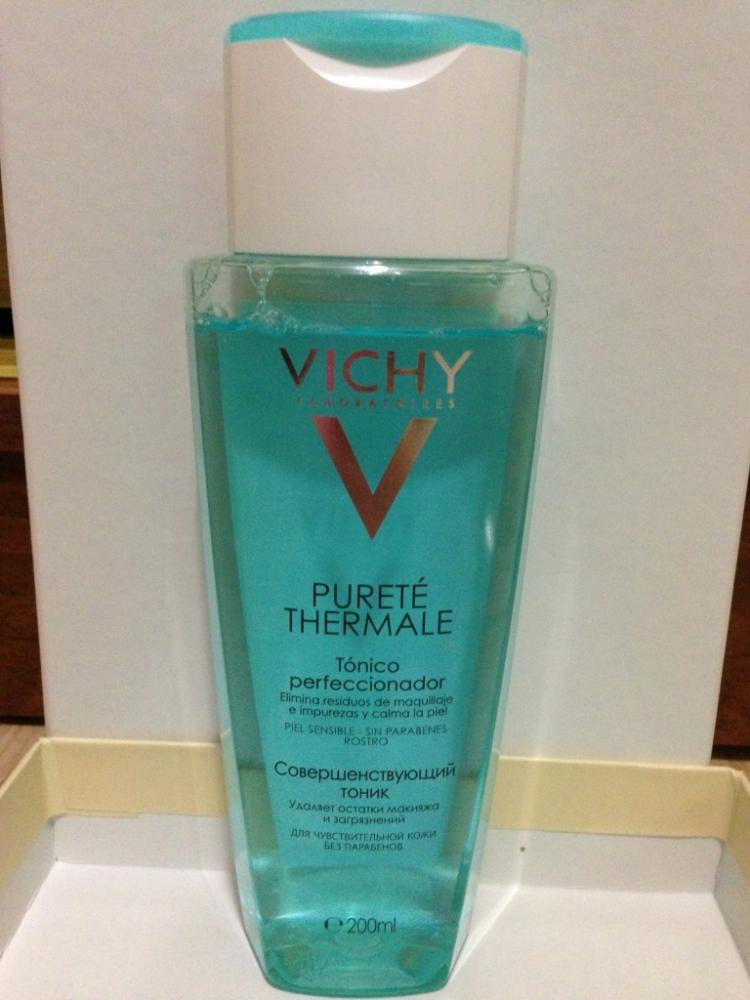 VICHY
LABORATOIRES
V
PURETÉ
THERMALE
Tónico
perfeccionador
Elimina residuos de maquillaje
e impurezas y calma la piel
PIEL SENSIBLE - SIN PARABENES
ROSTRO
Совершенствующий
тоник
Удаляет остатки макияжа
и загрязнений
ДЛЯ ЧУВСТВИТЕЛЬНОЙ КОЖИ
БЕЗ ПАРАБЕНОВ
℮ 200ml